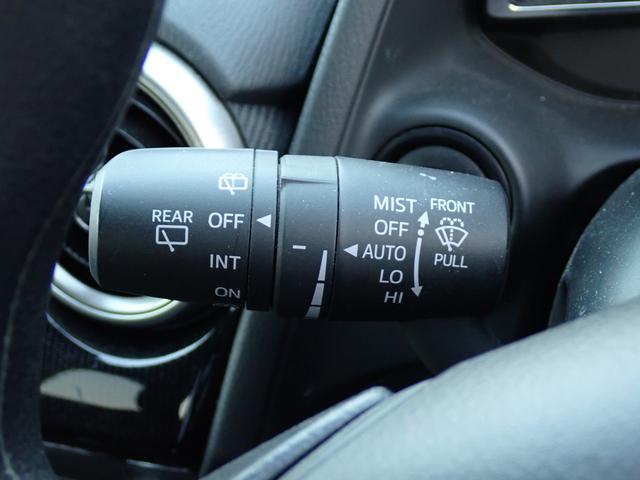 REAR
OFF
INT
ON
MIST
OFF
AUTO
LO
HI
FRONT
PULL